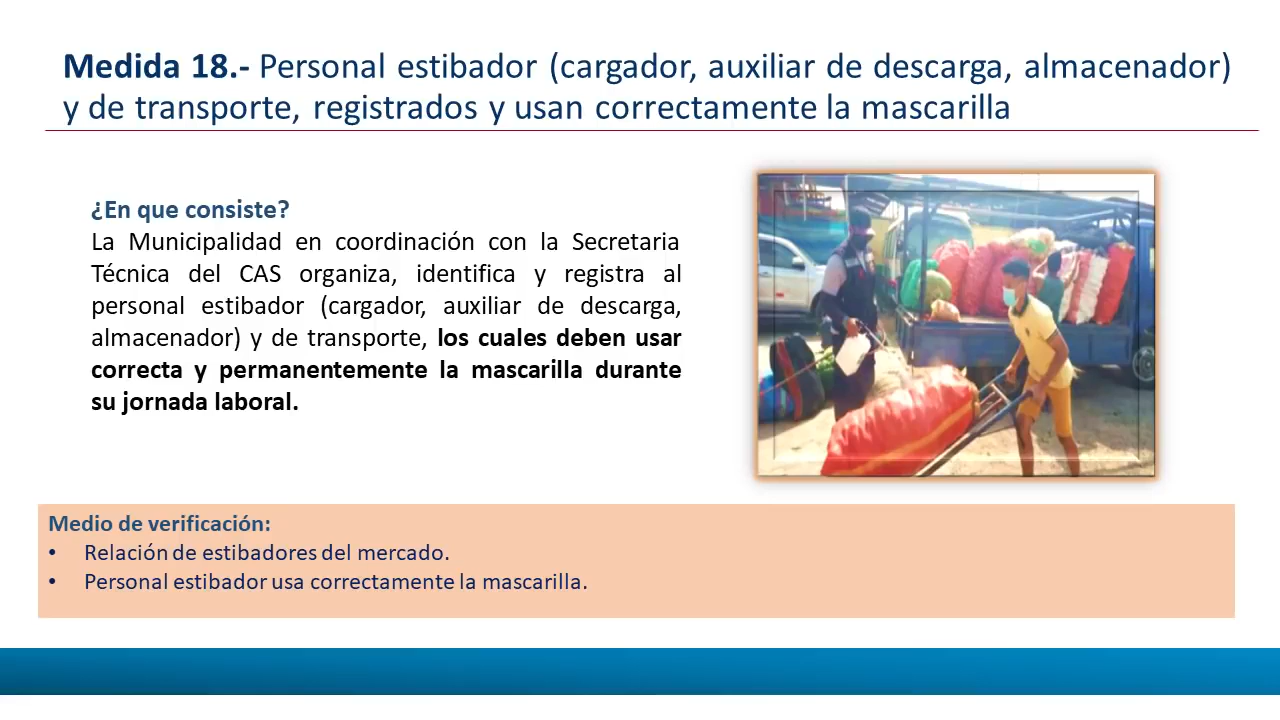 Medida 18.- Personal estibador (cargador, auxiliar de descarga, almacenador)
y de transporte, registrados y usan correctamente la mascarilla
¿En que consiste?
La Municipalidad en coordinación con la Secretaria
Técnica del CAS organiza, identifica y registra al
personal estibador (cargador, auxiliar de descarga,
almacenador) y de transporte, los cuales deben usar
correcta y permanentemente la mascarilla durante
su jornada laboral.
Medio de verificación:
• Relación de estibadores del mercado.
• Personal estibador usa correctamente la mascarilla.